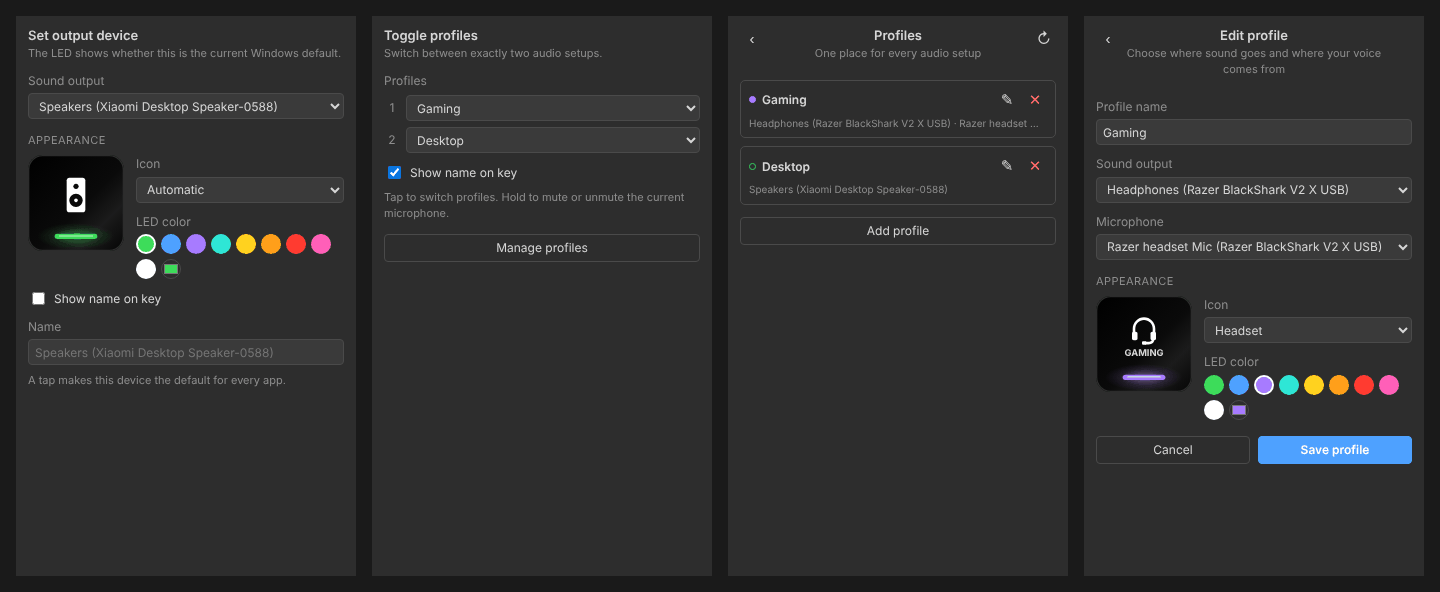 Set output device
The LED shows whether this is the current Windows default.
Sound output
Speakers (Xiaomi Desktop Speaker-0588)
APPEARANCE
Icon
Automatic
LED color
Show name on key
Name
Speakers (Xiaomi Desktop Speaker-0588)
A tap makes this device the default for every app.
Toggle profiles
Switch between exactly two audio setups.
Profiles
1 Gaming
2 Desktop
Show name on key
Tap to switch profiles. Hold to mute or unmute the current
microphone.
Manage profiles
Profiles
One place for every audio setup
Gaming
Headphones (Razer BlackShark V2 X USB) · Razer headset ...
Desktop
Speakers (Xiaomi Desktop Speaker-0588)
Add profile
Edit profile
Choose where sound goes and where your voice
comes from
Profile name
Gaming
Sound output
Headphones (Razer BlackShark V2 X USB)
Microphone
Razer headset Mic (Razer BlackShark V2 X USB)
APPEARANCE
GAMING
Icon
Headset
LED color
Cancel
Save profile